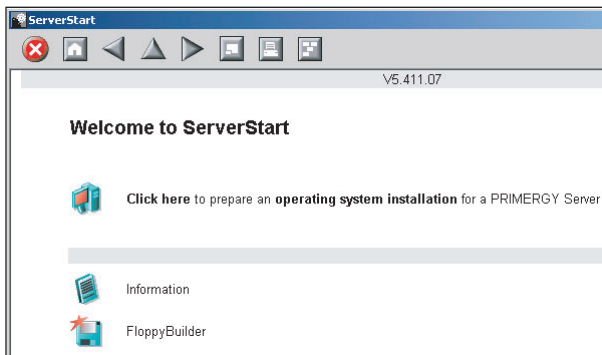 ServerStart
V5.411.07
Welcome to ServerStart
Click here to prepare an operating system installation for a PRIMERGY Server
Information
FloppyBuilder